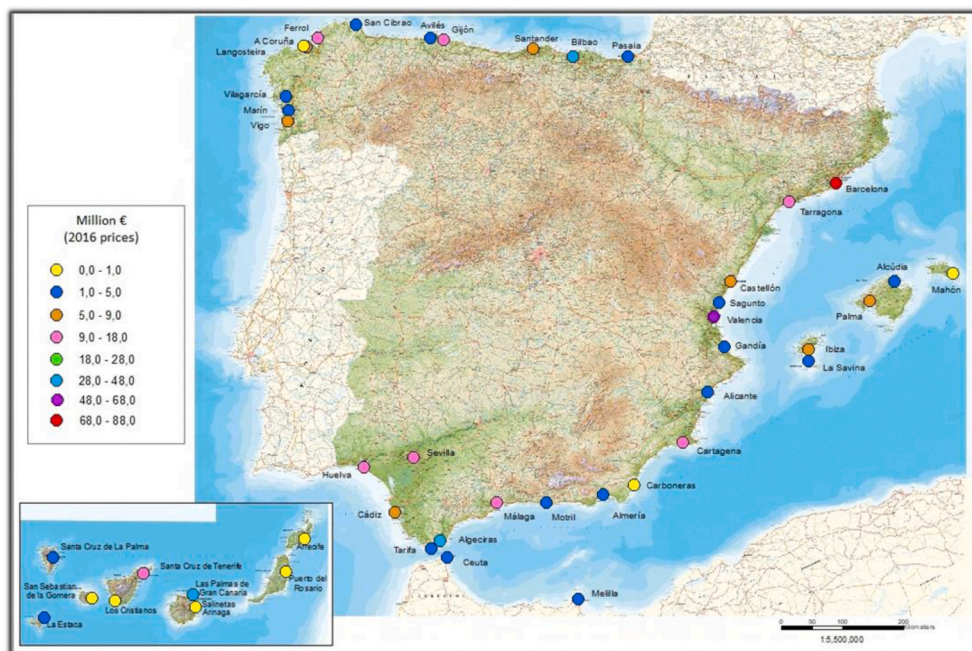 San Cibrao
Ferrol
Avilés
Gijón
A Coruña
Langosteira
Santander
Bilbao
Pasaia
Vilagarcía
Marín
Vigo
Barcelona
Tarragona
Million €
(2016 prices)
0,0 - 1,0
1,0 - 5,0
5,0 - 9,0
9,0 - 18,0
18,0 - 28,0
28,0 - 48,0
48,0 - 68,0
68,0 - 88,0
Alcúdia
Mahón
Castellón
Palma
Sagunto
Valencia
Gandía
Ibiza
La Savina
Alicante
Cartagena
Sevilla
Huelva
Carboneras
Cádiz
Málaga
Motril
Almería
Algeciras
Tarifa
Ceuta
Melilla
Arrecife
Santa Cruz de La Palma
Santa Cruz de Tenerife
San Sebastian
de la Gomera
Las Palmas de
Gran Canaria
Puerto del
Rosario
Los Cristianos
Salinetas
Arinaga
La Estaca
0 50 100 200
Kilometers
1:5,500,000